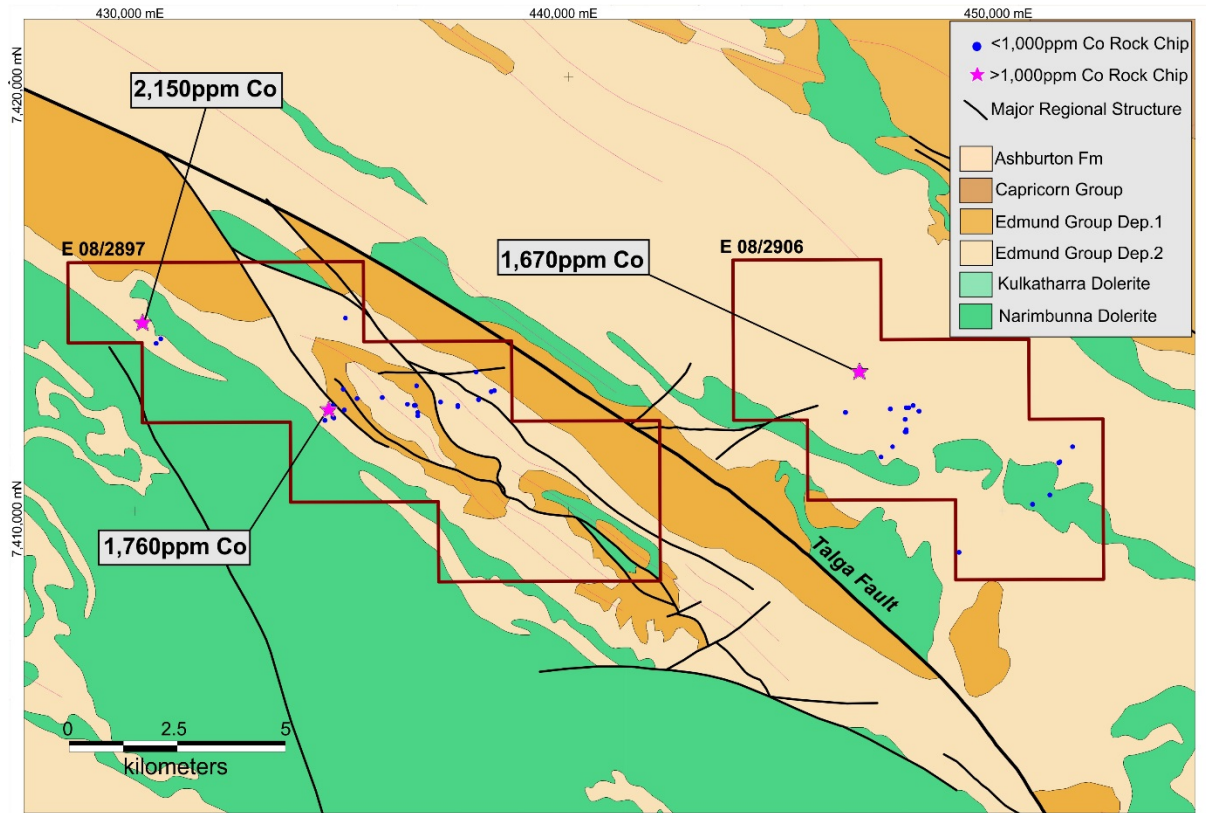 430,000 mE
440,000 mE
450,000 mE
7,420,000 mN
7,410,000 mN
<1,000ppm Co Rock Chip
>1,000ppm Co Rock Chip
Major Regional Structure
Ashburton Fm
Capricorn Group
Edmund Group Dep.1
Edmund Group Dep.2
Kulkatharra Dolerite
Narimbunna Dolerite
2,150ppm Co
E 08/2897
1,670ppm Co
E 08/2906
1,760ppm Co
Talga Fault
0 2.5 5
kilometers